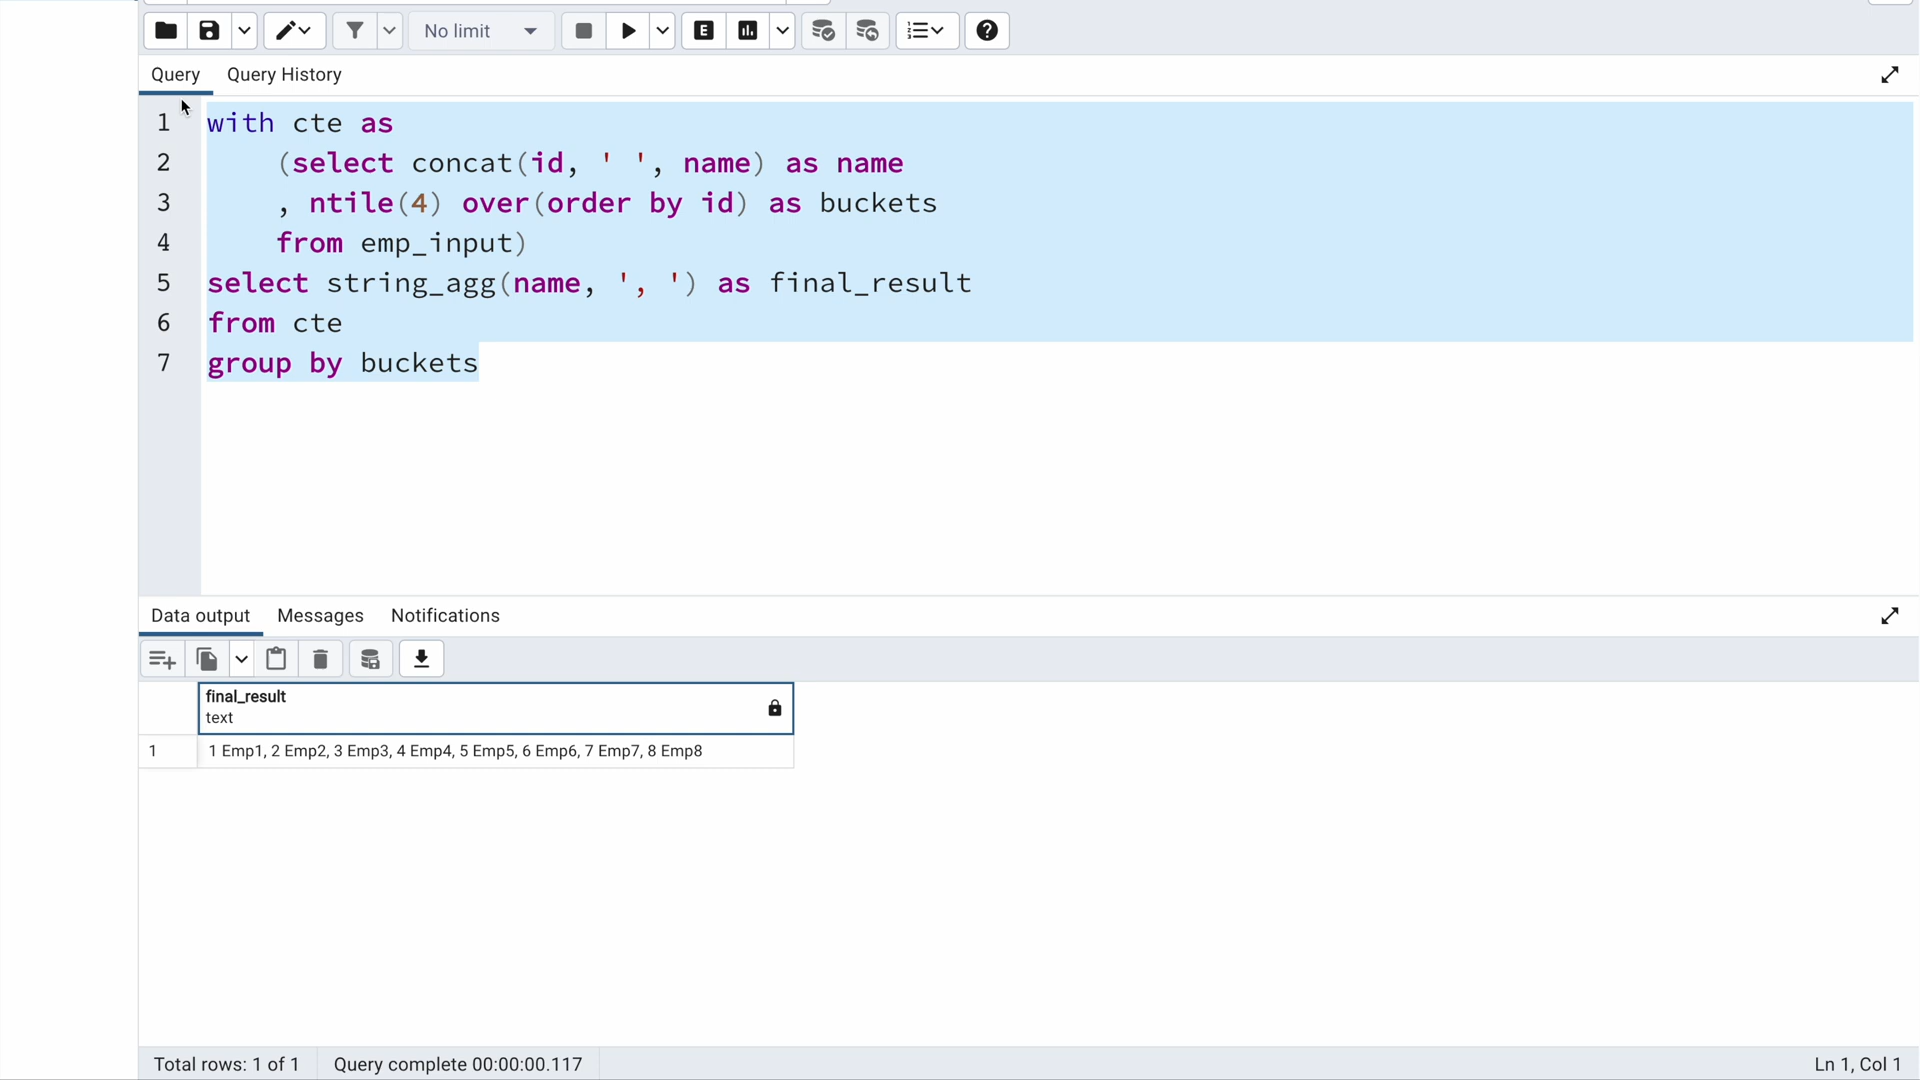 No limit
Query Query History
1 with cte as
2 (select concat(id, ' ', name) as name
3 , ntile(4) over(order by id) as buckets
4 from emp_input)
5 select string_agg(name, ', ') as final_result
6 from cte
7 group by buckets
Data output Messages Notifications
final_result
text
1 1 Emp1, 2 Emp2, 3 Emp3, 4 Emp4, 5 Emp5, 6 Emp6, 7 Emp7, 8 Emp8
Total rows: 1 of 1 Query complete 00:00:00.117 Ln 1, Col 1